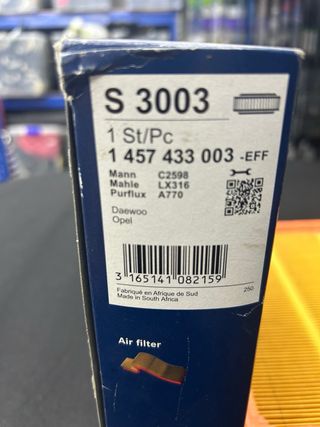 S 3003
1 St/Pc
1 457 433 003 -EFF
Mann C2598
Mahle LX316
Purflux A770
Daewoo
Opel
3 165141 082159
Fabriqué en Afrique de Sud
Made in South Africa
250
Air filter